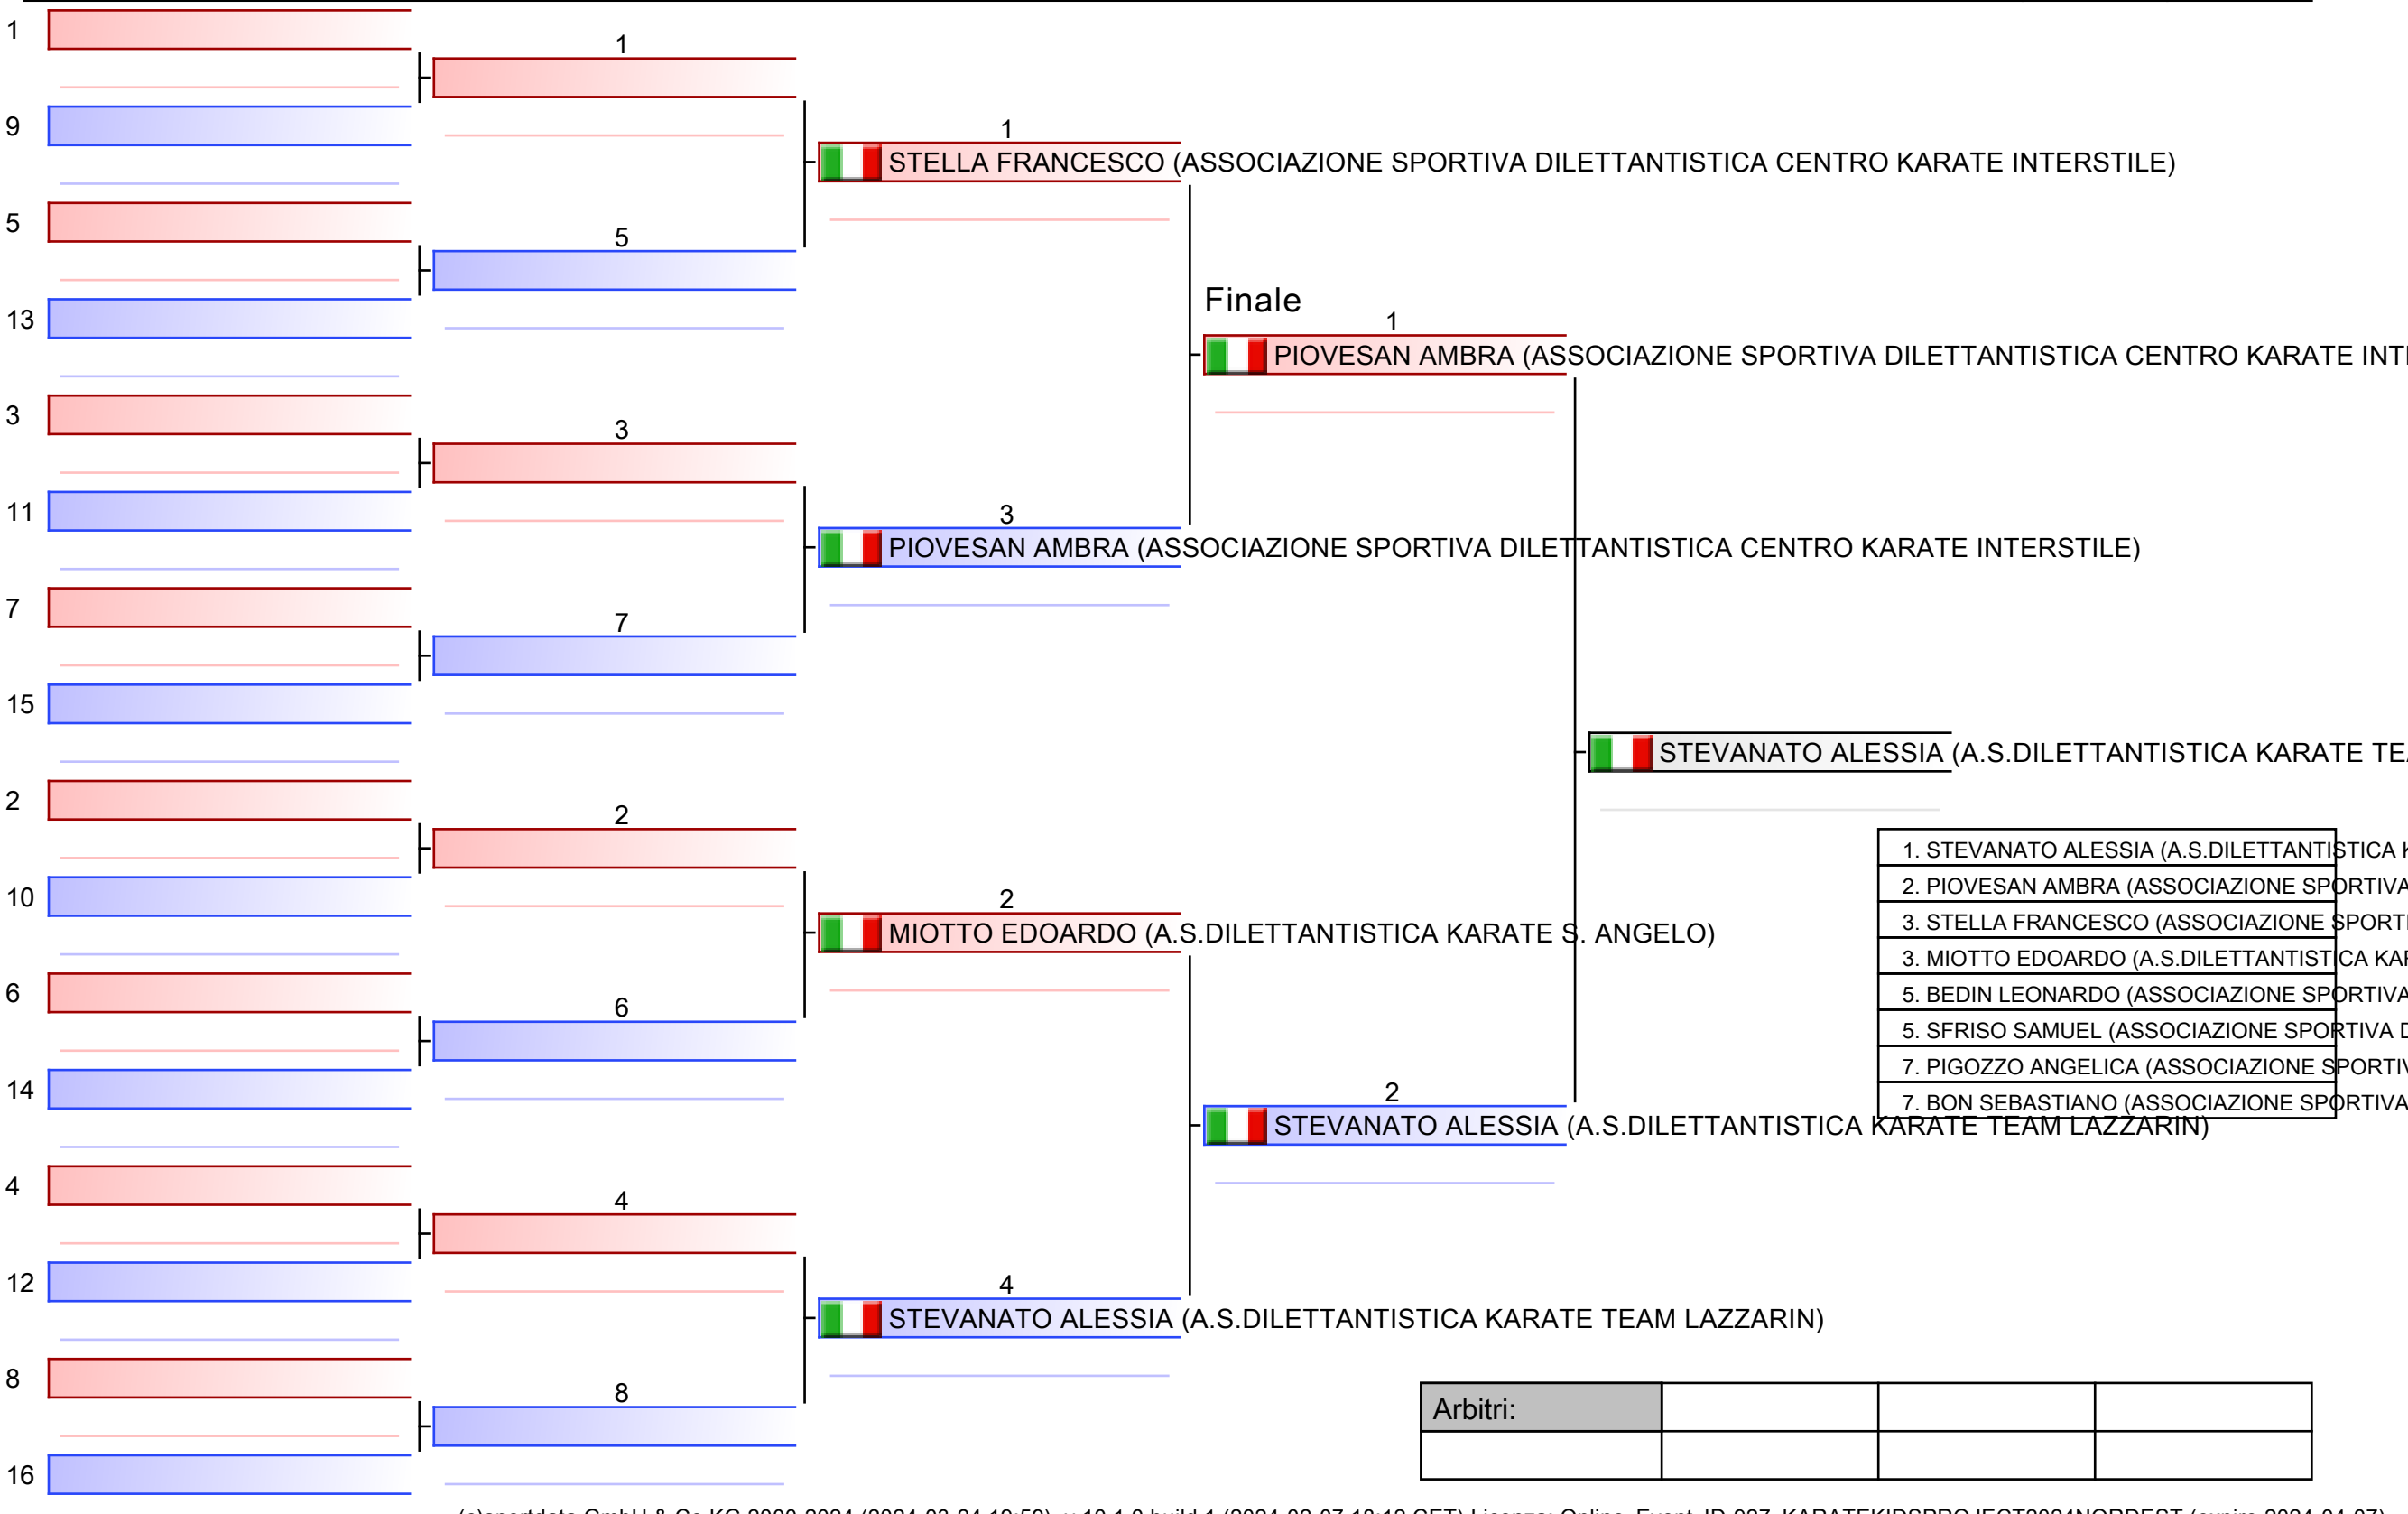 1
1
9
1
STELLA FRANCESCO (ASSOCIAZIONE SPORTIVA DILETTANTISTICA CENTRO KARATE INTERSTILE)
5
5
13
Finale
1
PIOVESAN AMBRA (ASSOCIAZIONE SPORTIVA DILETTANTISTICA CENTRO KARATE
3
3
11
3
PIOVESAN AMBRA (ASSOCIAZIONE SPORTIVA DILETTANTISTICA CENTRO KARATE INTERSTILE)
7
7
15
STEVANATO ALESSIA (A.S.DILETTANTISTICA KARATE
2
2
1. STEVANATO ALESSIA (A.S.DILETTANTISTICA
2. PIOVESAN AMBRA (ASSOCIAZIONE SPORTIVA
3. STELLA FRANCESCO (ASSOCIAZIONE
3. MIOTTO EDOARDO (A.S.DILETTANTISTICA
5. BEDIN LEONARDO (ASSOCIAZIONE SPORTIVA
5. SFRISO SAMUEL (ASSOCIAZIONE SPORTIVA
7. PIGOZZO ANGELICA (ASSOCIAZIONE
7. BON SEBASTIANO (ASSOCIAZIONE SPORTIVA
10
2
MIOTTO EDOARDO (A.S.DILETTANTISTICA KARATE S. ANGELO)
6
6
14
2
STEVANATO ALESSIA (A.S.DILETTANTISTICA KARATE TEAM LAZZARIN)
4
4
12
4
STEVANATO ALESSIA (A.S.DILETTANTISTICA KARATE TEAM LAZZARIN)
8
8
16
Arbitri: